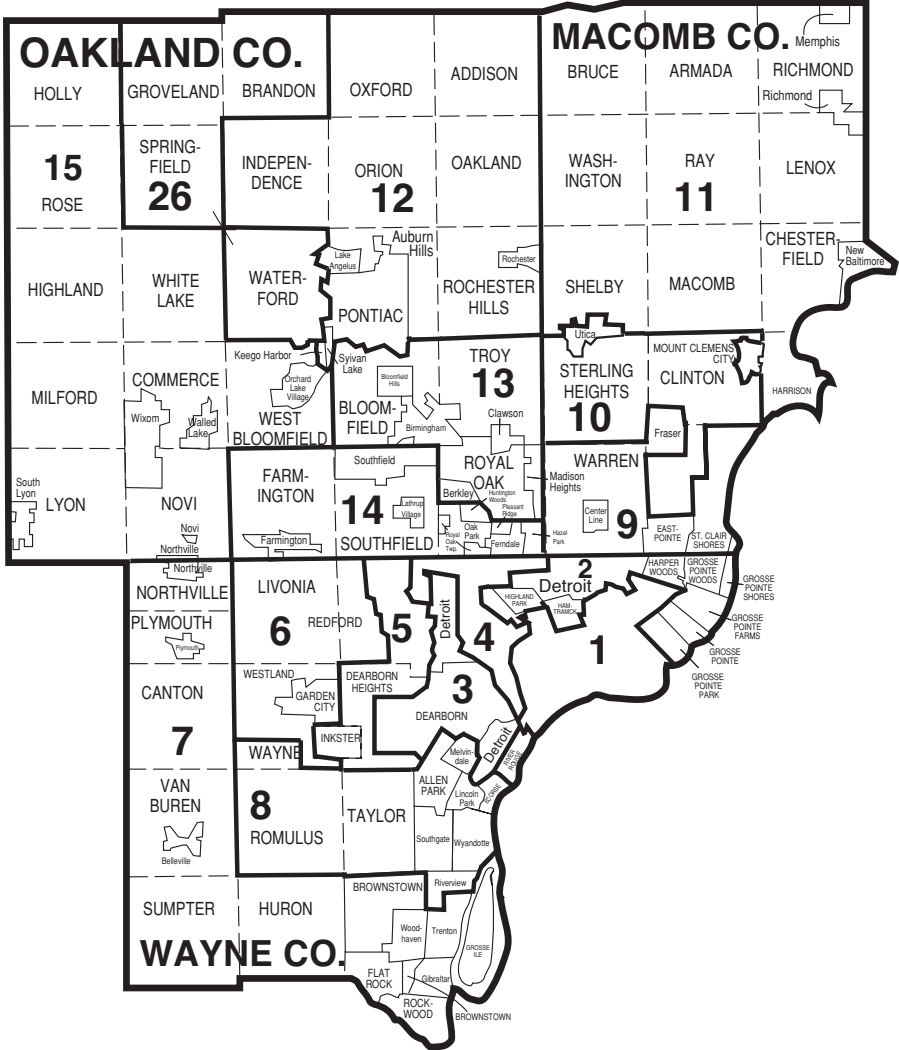 OAKLAND CO.
MACOMB CO.
Memphis
HOLLY
GROVELAND
BRANDON
OXFORD
ADDISON
BRUCE
ARMADA
RICHMOND
Richmond
15
ROSE
SPRING-
FIELD
26
INDEPEN-
DENCE
ORION
12
OAKLAND
WASH-
INGTON
RAY
11
LENOX
HIGHLAND
WHITE
LAKE
WATER-
FORD
Lake
Angelus
Auburn
Hills
PONTIAC
Rochester
ROCHESTER
HILLS
SHELBY
MACOMB
CHESTER-
FIELD
New
Baltimore
Utica
MILFORD
COMMERCE
Wixom
Walled
Lake
Keego Harbor
Sylvan
Lake
Orchard
Lake
Village
WEST
BLOOMFIELD
Bloomfield
Hills
BLOOM-
FIELD
Birmingham
TROY
13
Clawson
STERLING
HEIGHTS
10
MOUNT CLEMENS
CITY
CLINTON
HARRISON
Fraser
South
Lyon
LYON
NOVI
Novi
Northville
FARM-
INGTON
Farmington
Southfield
14
Lathrup
Village
SOUTHFIELD
ROYAL
OAK
Berkley
Huntington
Woods
Pleasant
Ridge
Madison
Heights
Royal
Oak
Twp.
Oak
Park
Ferndale
Hazel
Park
WARREN
Center
Line
9
EAST-
POINTE
ST. CLAIR
SHORES
Northville
NORTHVILLE
PLYMOUTH
Plymouth
LIVONIA
6
REDFORD
5
Detroit
4
HIGHLAND
PARK
2
Detroit
HAM-
TRAMCK
1
HARPER
WOODS
GROSSE
POINTE
WOODS
GROSSE
POINTE
SHORES
GROSSE
POINTE
FARMS
GROSSE
POINTE
GROSSE
POINTE
PARK
CANTON
7
WESTLAND
GARDEN
CITY
DEARBORN
HEIGHTS
3
DEARBORN
INKSTER
WAYNE
Detroit
RIVER
ROUGE
Melvin-
dale
VAN
BUREN
Belleville
8
ROMULUS
TAYLOR
ALLEN
PARK
Lincoln
Park
ECORSE
Southgate
Wyandotte
SUMPTER
HURON
BROWNSTOWN
Riverview
Wood-
haven
Trenton
GROSSE
ILE
WAYNE CO.
FLAT
ROCK
Gibraltar
ROCK-
WOOD
BROWNSTOWN